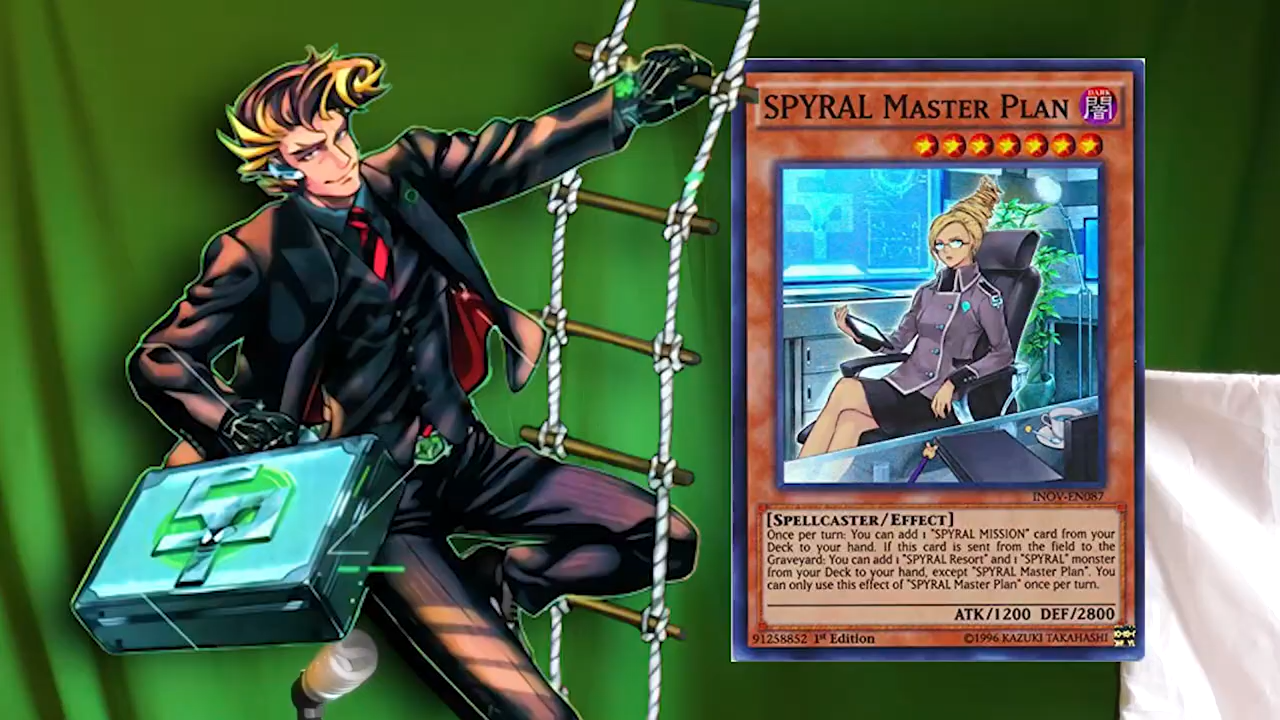 SPYRAL MASTER PLAN
DARK
闇
INOV-EN087
[SPELLCASTER/EFFECT]
Once per turn: You can add 1 "SPYRAL MISSION" card from your
Deck to your hand. If this card is sent from the field to the
Graveyard: You can add 1 "SPYRAL Resort" and 1 "SPYRAL" monster
from your Deck to your hand, except "SPYRAL Master Plan". You
can only use this effect of "SPYRAL Master Plan" once per turn.
ATK/1200 DEF/2800
91258852 1st Edition
©1996 KAZUKI TAKAHASHI